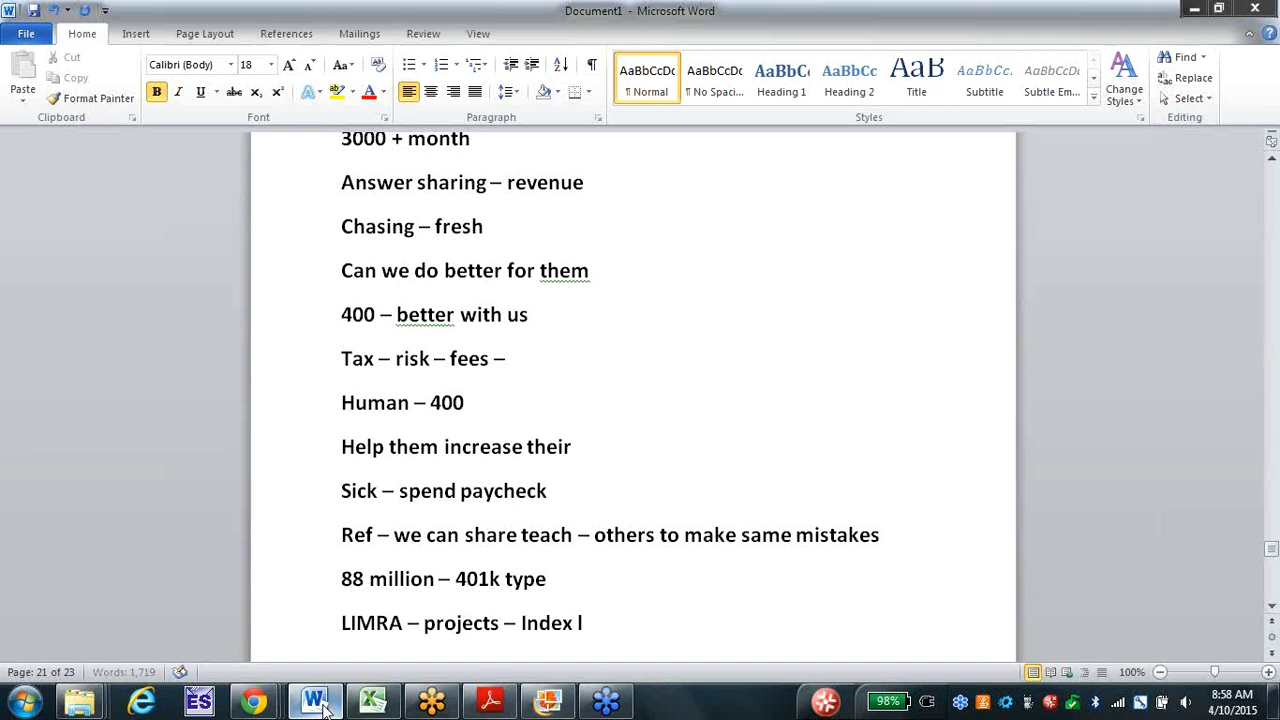 Document1 - Microsoft Word
File Home Insert Page Layout References Mailings Review View
Paste
Cut
Copy
Format Painter
Clipboard
Calibri (Body) 18
Font
Paragraph
AaBbCcDc AaBbCcDc AaBbCc AaBbCc AaB AaBbCc. AaBbCcDc
¶ Normal ¶ No Spaci... Heading 1 Heading 2 Title Subtitle Subtle Em...
Change Styles
Styles
Find
Replace
Select
Editing
3000 + month
Answer sharing – revenue
Chasing – fresh
Can we do better for them
400 – better with us
Tax – risk – fees –
Human – 400
Help them increase their
Sick – spend paycheck
Ref – we can share teach – others to make same mistakes
88 million – 401k type
LIMRA – projects – Index l
Page: 21 of 23 Words: 1,719 100%
ES 98% 8:58 AM
4/10/2015